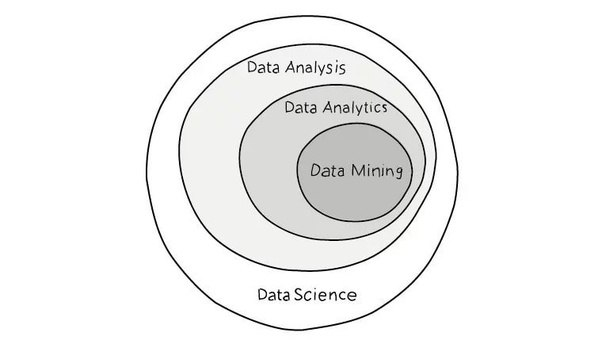 Data Analysis
Data Analytics
Data Mining
Data Science